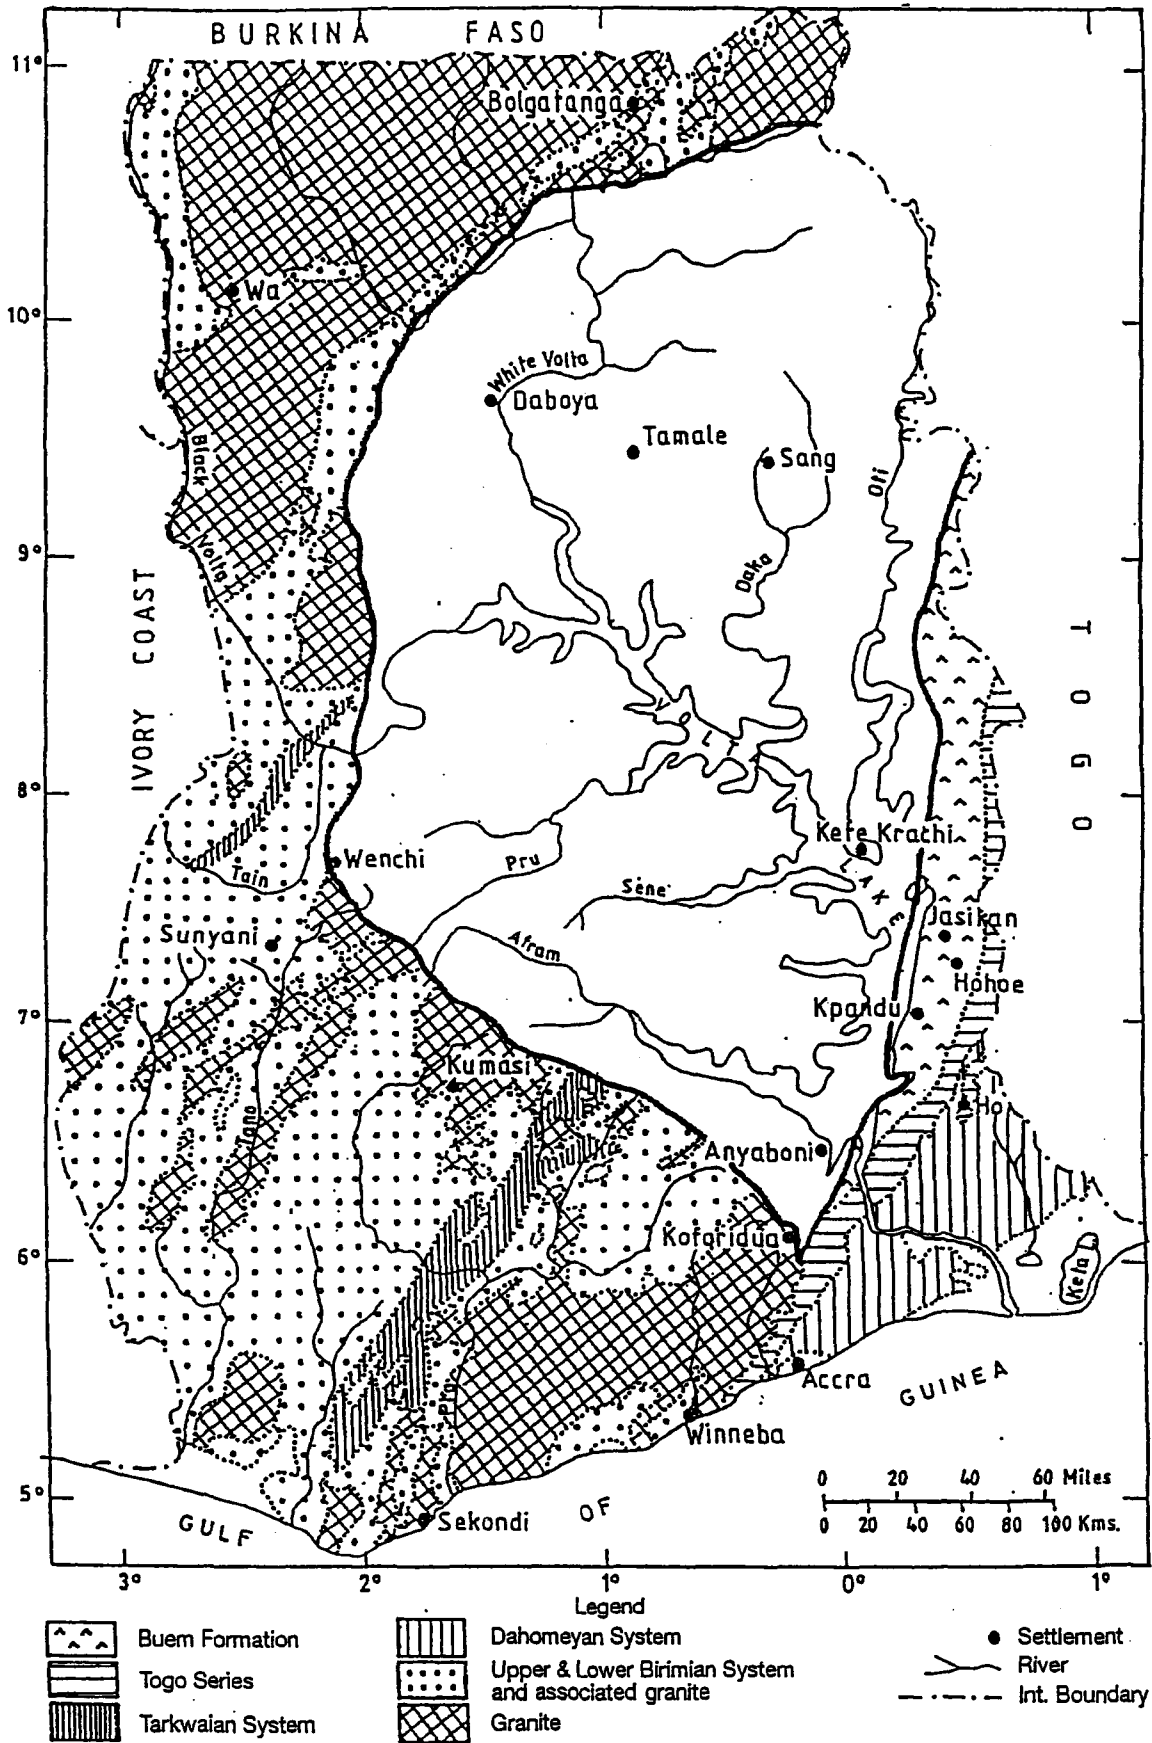 BURKINA FASO
11°
Bolgatanga
Wa
10°
White Volta
Daboya
Tamale
Sang
Black
Volta
Oti
Daka
9°
IVORY COAST
TOGO
VOLTA
LAKE
8°
Kete Krachi
Wenchi
Pru
Tain
Sene
Jasikan
Sunyani
Afram
Hohoe
Kpandu
7°
Kumasi
Ho
Tano
Anyaboni
Koforidua
6°
Keta
Pra
Accra
GUINEA
Winneba
0 20 40 60 Miles
5°
OF
0 20 40 60 80 100 Kms.
GULF
Sekondi
3° 2° 1° 0° 1°
Legend
Buem Formation
Togo Series
Tarkwaian System
Dahomeyan System
Upper & Lower Birimian System
and associated granite
Granite
Settlement
River
Int. Boundary